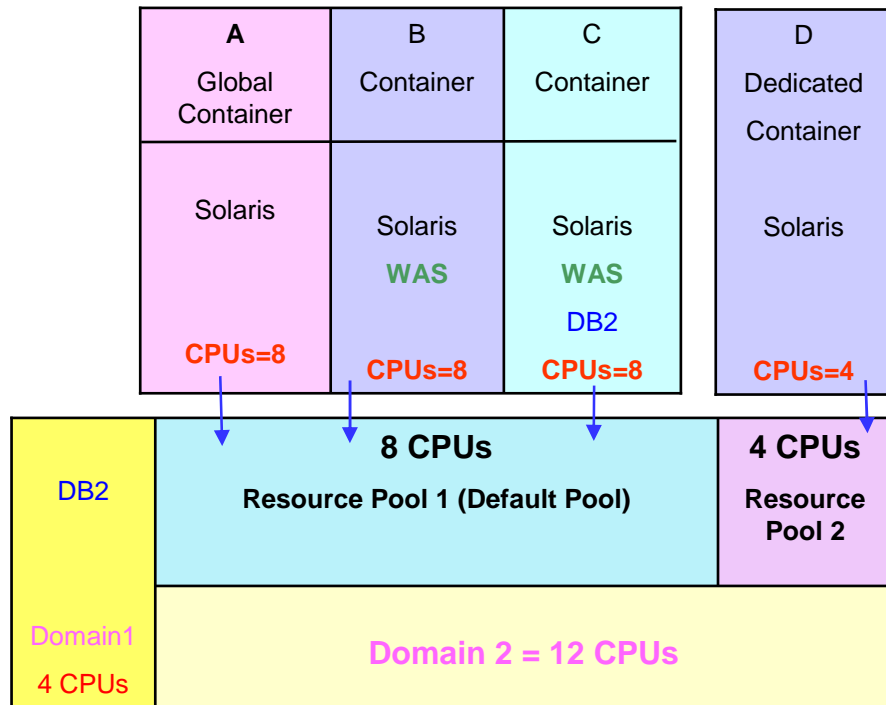 A
Global
Container
Solaris
CPUs=8
B
Container
Solaris
WAS
CPUs=8
C
Container
Solaris
WAS
DB2
CPUs=8
D
Dedicated
Container
Solaris
CPUs=4
DB2
Domain1
4 CPUs
8 CPUs
Resource Pool 1 (Default Pool)
4 CPUs
Resource
Pool 2
Domain 2 = 12 CPUs